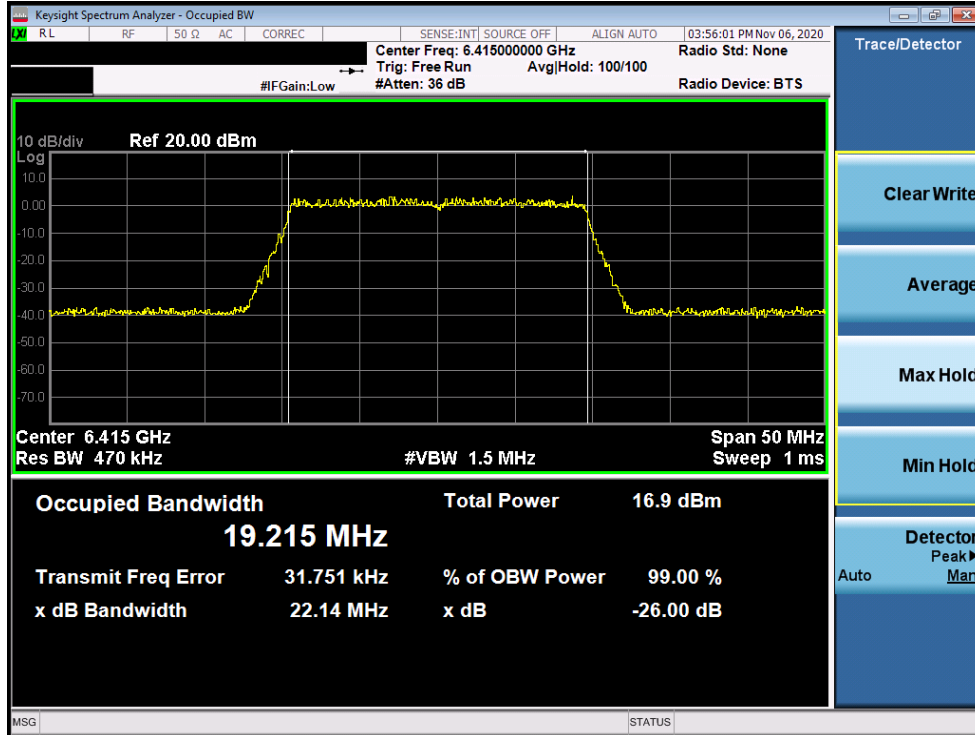 Keysight Spectrum Analyzer - Occupied BW
LXI RL RF 50 Ω AC CORREC SENSE:INT SOURCE OFF ALIGN AUTO 03:56:01 PM Nov 06, 2020
Center Freq: 6.415000000 GHz Radio Std: None
Trig: Free Run Avg|Hold: 100/100
#IFGain:Low #Atten: 36 dB Radio Device: BTS
10 dB/div Ref 20.00 dBm
Log
10.0
0.00
-10.0
-20.0
-30.0
-40.0
-50.0
-60.0
-70.0
Center 6.415 GHz Span 50 MHz
Res BW 470 kHz #VBW 1.5 MHz Sweep 1 ms
Occupied Bandwidth Total Power 16.9 dBm
19.215 MHz
Transmit Freq Error 31.751 kHz % of OBW Power 99.00 %
x dB Bandwidth 22.14 MHz x dB -26.00 dB
MSG STATUS
Trace/Detector
Clear Write
Average
Max Hold
Min Hold
Detector
Peak▶
Auto Man